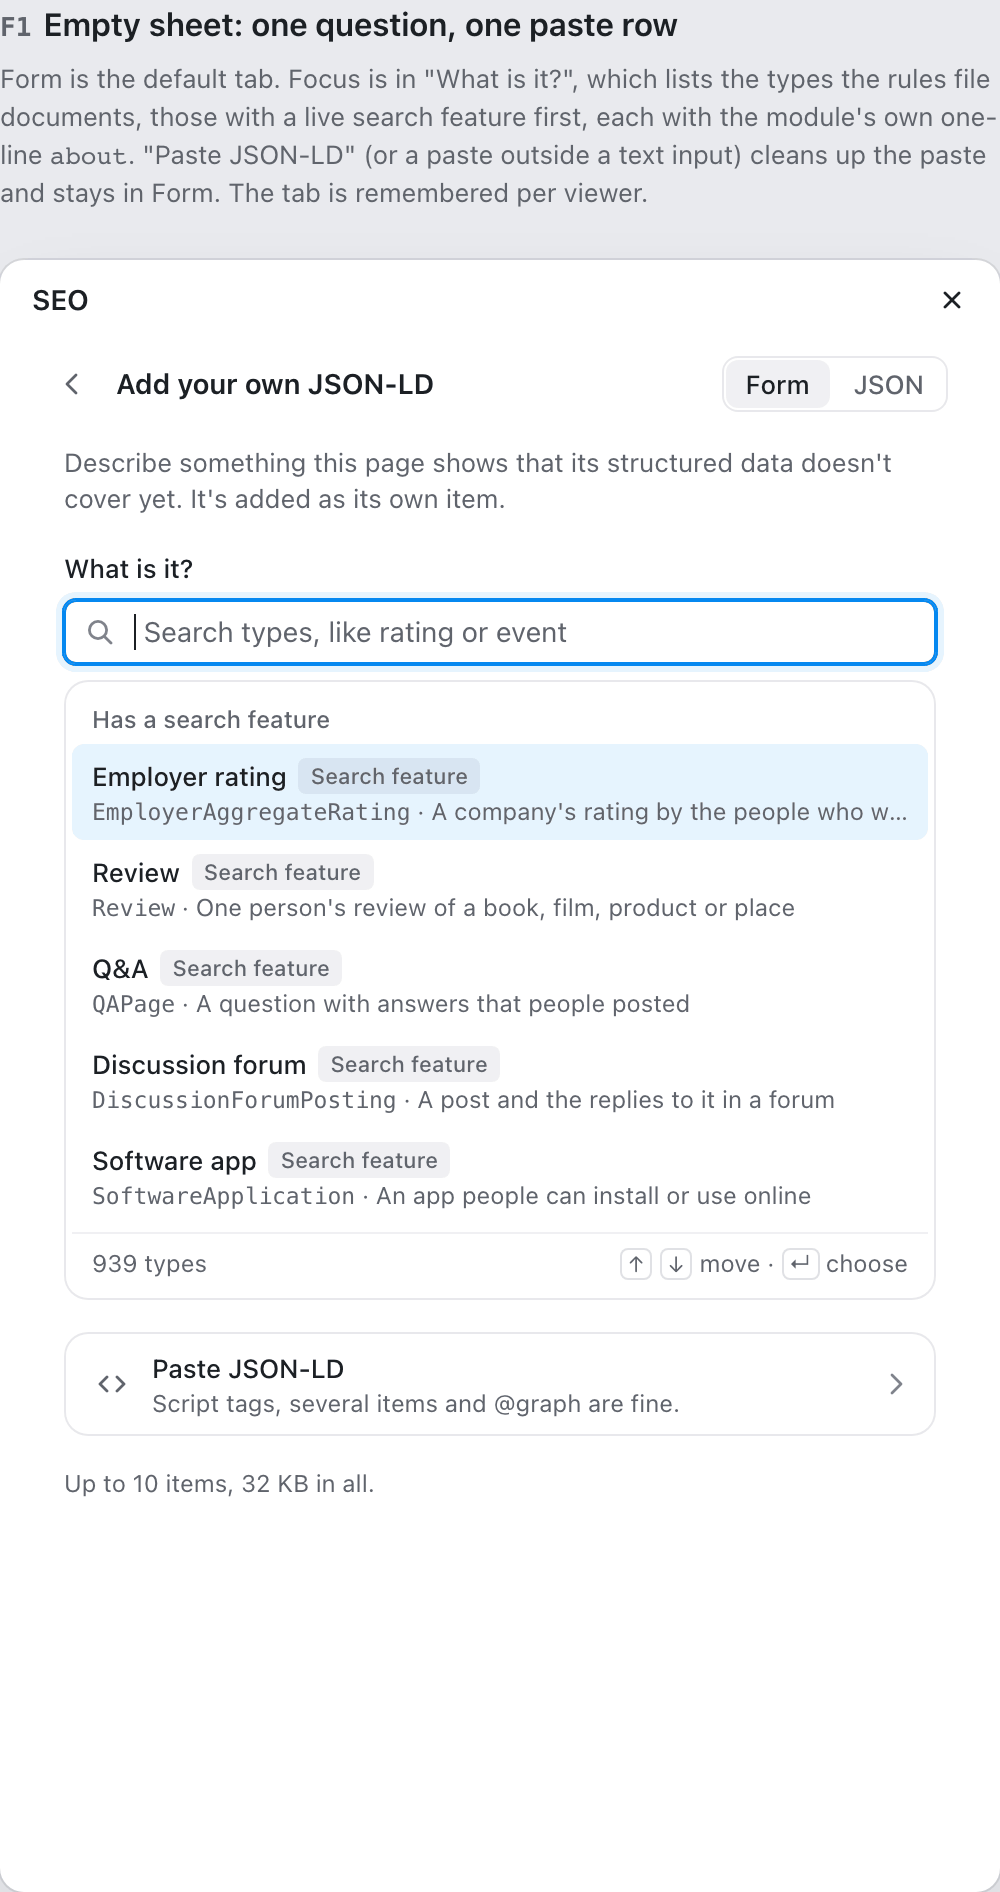 F1 Empty sheet: one question, one paste row
Form is the default tab. Focus is in "What is it?", which lists the types the rules file
documents, those with a live search feature first, each with the module's own one-
line about. "Paste JSON-LD" (or a paste outside a text input) cleans up the paste
and stays in Form. The tab is remembered per viewer.
SEO
Add your own JSON-LD
Form JSON
Describe something this page shows that its structured data doesn't
cover yet. It's added as its own item.
What is it?
Search types, like rating or event
Has a search feature
Employer rating Search feature
EmployerAggregateRating · A company's rating by the people who w...
Review Search feature
Review · One person's review of a book, film, product or place
Q&A Search feature
QAPage · A question with answers that people posted
Discussion forum Search feature
DiscussionForumPosting · A post and the replies to it in a forum
Software app Search feature
SoftwareApplication · An app people can install or use online
939 types
↑ ↓ move · ↵ choose
Paste JSON-LD
Script tags, several items and @graph are fine.
Up to 10 items, 32 KB in all.